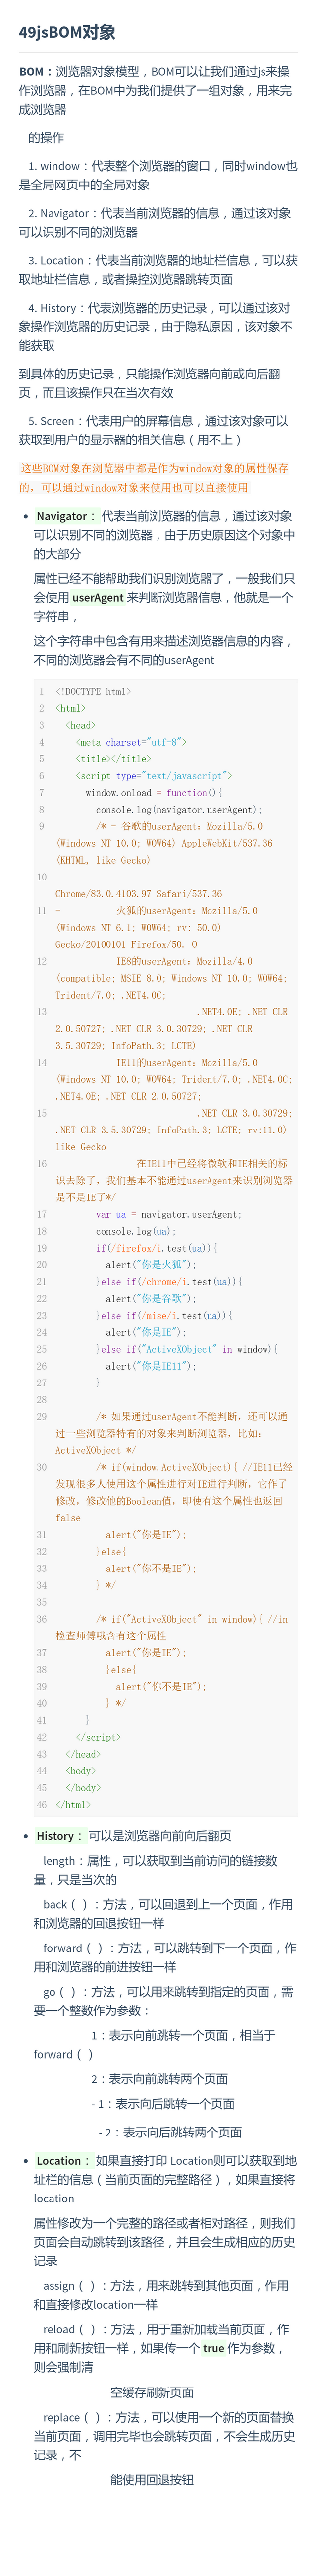 49jsBOM对象
BOM：浏览器对象模型，BOM可以让我们通过js来操
作浏览器，在BOM中为我们提供了一组对象，用来完
成浏览器
的操作
1. window：代表整个浏览器的窗口，同时window也
是全局网页中的全局对象
2. Navigator：代表当前浏览器的信息，通过该对象
可以识别不同的浏览器
3. Location：代表当前浏览器的地址栏信息，可以获
取地址栏信息，或者操控浏览器跳转页面
4. History：代表浏览器的历史记录，可以通过该对
象操作浏览器的历史记录，由于隐私原因，该对象不
能获取
到具体的历史记录，只能操作浏览器向前或向后翻
页，而且该操作只在当次有效
5. Screen：代表用户的屏幕信息，通过该对象可以
获取到用户的显示器的相关信息（用不上）
这些BOM对象在浏览器中都是作为window对象的属性保存
的，可以通过window对象来使用也可以直接使用
• Navigator： 代表当前浏览器的信息，通过该对象
可以识别不同的浏览器，由于历史原因这个对象中
的大部分
属性已经不能帮助我们识别浏览器了，一般我们只
会使用 userAgent 来判断浏览器信息，他就是一个
字符串，
这个字符串中包含有用来描述浏览器信息的内容，
不同的浏览器会有不同的userAgent
1 <!DOCTYPE html>
2 <html>
3 <head>
4 <meta charset="utf-8">
5 <title></title>
6 <script type="text/javascript">
7 window.onload = function(){
8 console.log(navigator.userAgent);
9 /* - 谷歌的userAgent：Mozilla/5.0
(Windows NT 10.0; WOW64) AppleWebKit/537.36
(KHTML, like Gecko)
10
Chrome/83.0.4103.97 Safari/537.36
11 - 火狐的userAgent：Mozilla/5.0
(Windows NT 6.1; WOW64; rv: 50.0)
Gecko/20100101 Firefox/50. 0
12 IE8的userAgent：Mozilla/4.0
(compatible; MSIE 8.0; Windows NT 10.0; WOW64;
Trident/7.0; .NET4.0C;
13 .NET4.0E; .NET CLR
2.0.50727; .NET CLR 3.0.30729; .NET CLR
3.5.30729; InfoPath.3; LCTE)
14 IE11的userAgent：Mozilla/5.0
(Windows NT 10.0; WOW64; Trident/7.0; .NET4.0C;
.NET4.0E; .NET CLR 2.0.50727;
15 .NET CLR 3.0.30729;
.NET CLR 3.5.30729; InfoPath.3; LCTE; rv:11.0)
like Gecko
16 在IE11中已经将微软和IE相关的标
识去除了，我们基本不能通过userAgent来识别浏览器
是不是IE了*/
17 var ua = navigator.userAgent;
18 console.log(ua);
19 if(/firefox/i.test(ua)){
20 alert("你是火狐");
21 }else if(/chrome/i.test(ua)){
22 alert("你是谷歌");
23 }else if(/mise/i.test(ua)){
24 alert("你是IE");
25 }else if("ActiveXObject" in window){
26 alert("你是IE11");
27 }
28
29 /* 如果通过userAgent不能判断，还可以通
过一些浏览器特有的对象来判断浏览器，比如：
ActiveXObject */
30 /* if(window.ActiveXObject){ //IE11已经
发现很多人使用这个属性进行对IE进行判断，它作了
修改，修改他的Boolean值，即使有这个属性也返回
false
31 alert("你是IE");
32 }else{
33 alert("你不是IE");
34 } */
35
36 /* if("ActiveXObject" in window){ //in
检查师傅哦含有这个属性
37 alert("你是IE");
38 }else{
39 alert("你不是IE");
40 } */
41 }
42 </script>
43 </head>
44 <body>
45 </body>
46 </html>
• History： 可以是浏览器向前向后翻页
length：属性，可以获取到当前访问的链接数
量，只是当次的
back（ ）：方法，可以回退到上一个页面，作用
和浏览器的回退按钮一样
forward（ ）：方法，可以跳转到下一个页面，作
用和浏览器的前进按钮一样
go（ ）：方法，可以用来跳转到指定的页面，需
要一个整数作为参数：
1：表示向前跳转一个页面，相当于
forward（ ）
2：表示向前跳转两个页面
- 1：表示向后跳转一个页面
- 2：表示向后跳转两个页面
• Location： 如果直接打印 Location则可以获取到地
址栏的信息（当前页面的完整路径），如果直接将
location
属性修改为一个完整的路径或者相对路径，则我们
页面会自动跳转到该路径，并且会生成相应的历史
记录
assign（ ）：方法，用来跳转到其他页面，作用
和直接修改location一样
reload（ ）：方法，用于重新加载当前页面，作
用和刷新按钮一样，如果传一个 true 作为参数，
则会强制清
空缓存刷新页面
replace（ ）：方法，可以使用一个新的页面替换
当前页面，调用完毕也会跳转页面，不会生成历史
记录，不
能使用回退按钮